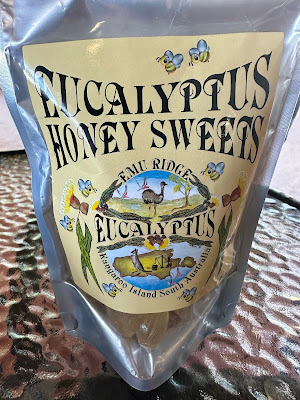 EUCALYPTUS
HONEY SWEETS
EMU RIDGE
EUCALYPTUS
Kangaroo Island South Australia